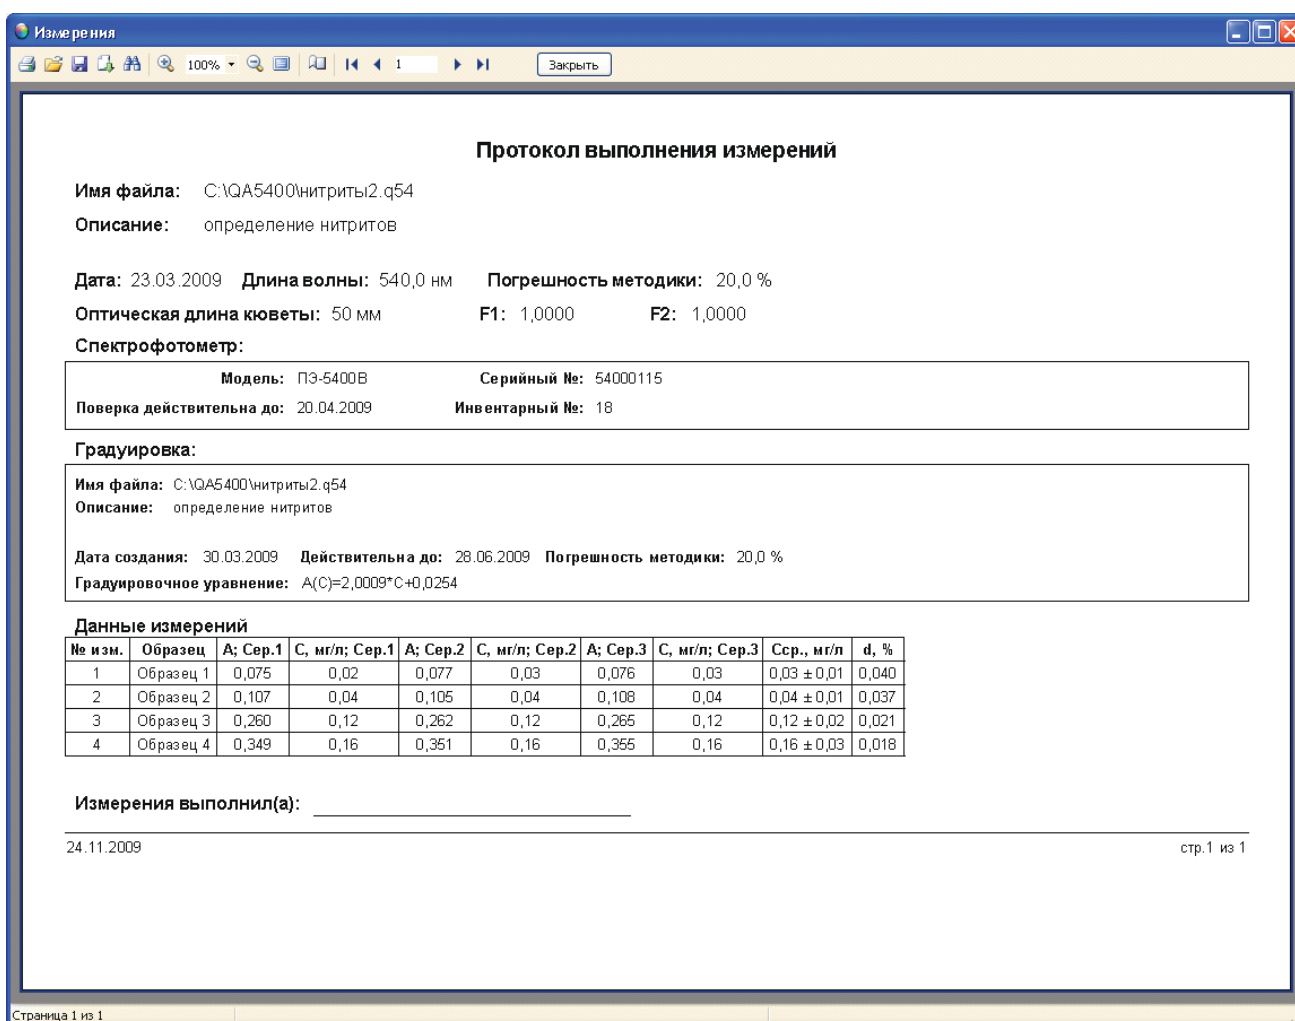 Измерения
100%
1
Закрыть
Протокол выполнения измерений
Имя файла: C:\QA5400\нитриты2.q54
Описание: определение нитритов
Дата: 23.03.2009 Длина волны: 540,0 нм Погрешность методики: 20,0 %
Оптическая длина кюветы: 50 мм F1: 1,0000 F2: 1,0000
Спектрофотометр:
Модель: ПЭ-5400В Серийный №: 54000115
Поверка действительна до: 20.04.2009 Инвентарный №: 18
Градуировка:
Имя файла: C:\QA5400\нитриты2.q54
Описание: определение нитритов
Дата создания: 30.03.2009 Действительна до: 28.06.2009 Погрешность методики: 20,0 %
Градуировочное уравнение: A(C)=2,0009*C+0,0254
Данные измерений
№ изм. Образец A; Сер.1 C, мг/л; Сер.1 A; Сер.2 C, мг/л; Сер.2 A; Сер.3 C, мг/л; Сер.3 Cср., мг/л d, %
1 Образец 1 0,075 0,02 0,077 0,03 0,076 0,03 0,03 ± 0,01 0,040
2 Образец 2 0,107 0,04 0,105 0,04 0,108 0,04 0,04 ± 0,01 0,037
3 Образец 3 0,260 0,12 0,262 0,12 0,265 0,12 0,12 ± 0,02 0,021
4 Образец 4 0,349 0,16 0,351 0,16 0,355 0,16 0,16 ± 0,03 0,018
Измерения выполнил(а):
24.11.2009 стр.1 из 1
Страница 1 из 1